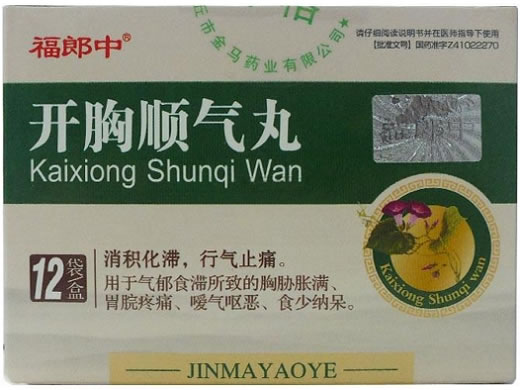 福郎中®
丘市金马药业有限公司
请仔细阅读说明书并在医师指导下使用
【批准文号】国药准字Z41022270
开胸顺气丸
Kaixiong Shunqi Wan
12袋/盒
消积化滞，行气止痛。
用于气郁食滞所致的胸胁胀满、
胃脘疼痛、嗳气呕恶、食少纳呆。
Kaixiong Shunqi wan
JINMAYAOYE